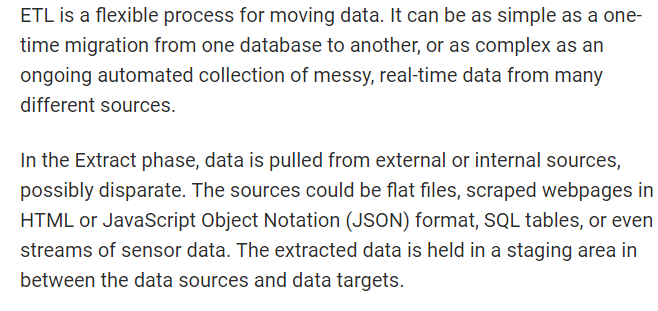 ETL is a flexible process for moving data. It can be as simple as a one-
time migration from one database to another, or as complex as an
ongoing automated collection of messy, real-time data from many
different sources.
In the Extract phase, data is pulled from external or internal sources,
possibly disparate. The sources could be flat files, scraped webpages in
HTML or JavaScript Object Notation (JSON) format, SQL tables, or even
streams of sensor data. The extracted data is held in a staging area in
between the data sources and data targets.